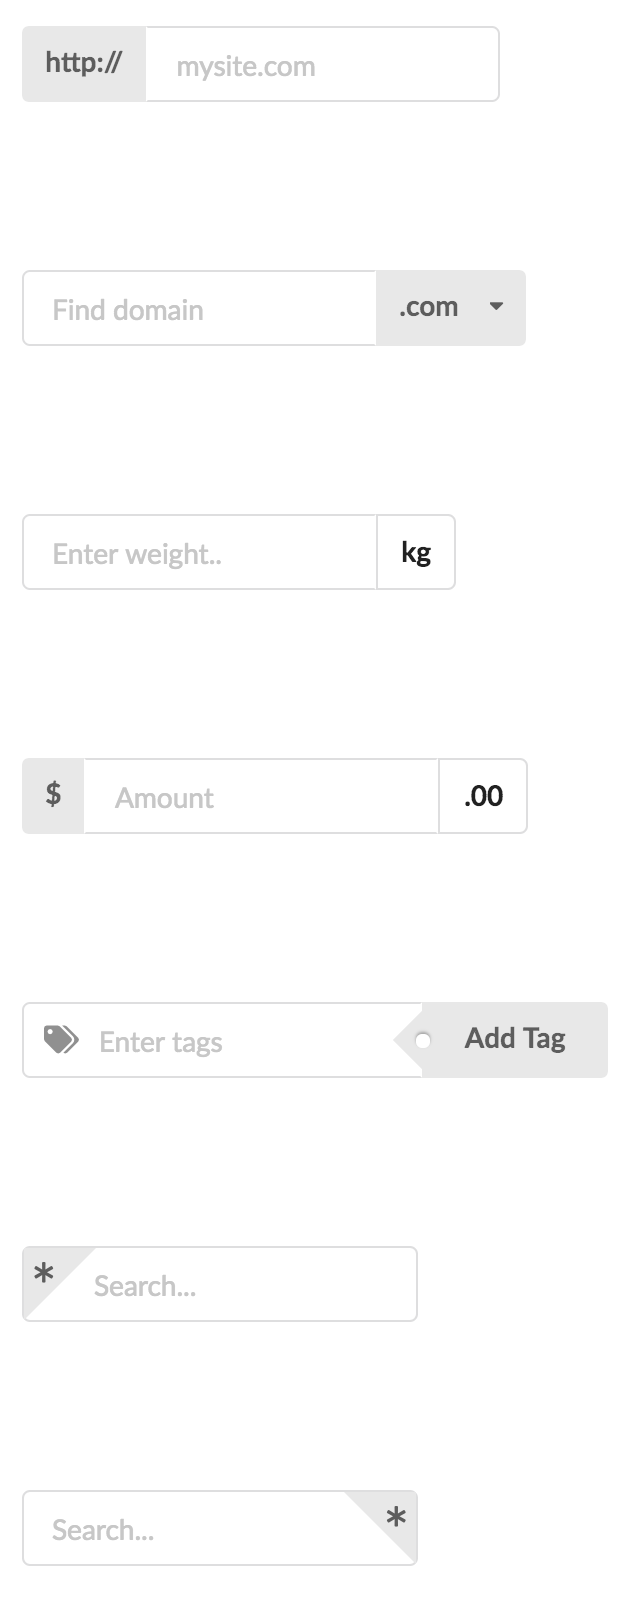 http:// mysite.com
Find domain .com
Enter weight.. kg
$ Amount .00
Enter tags Add Tag
* Search...
Search... *